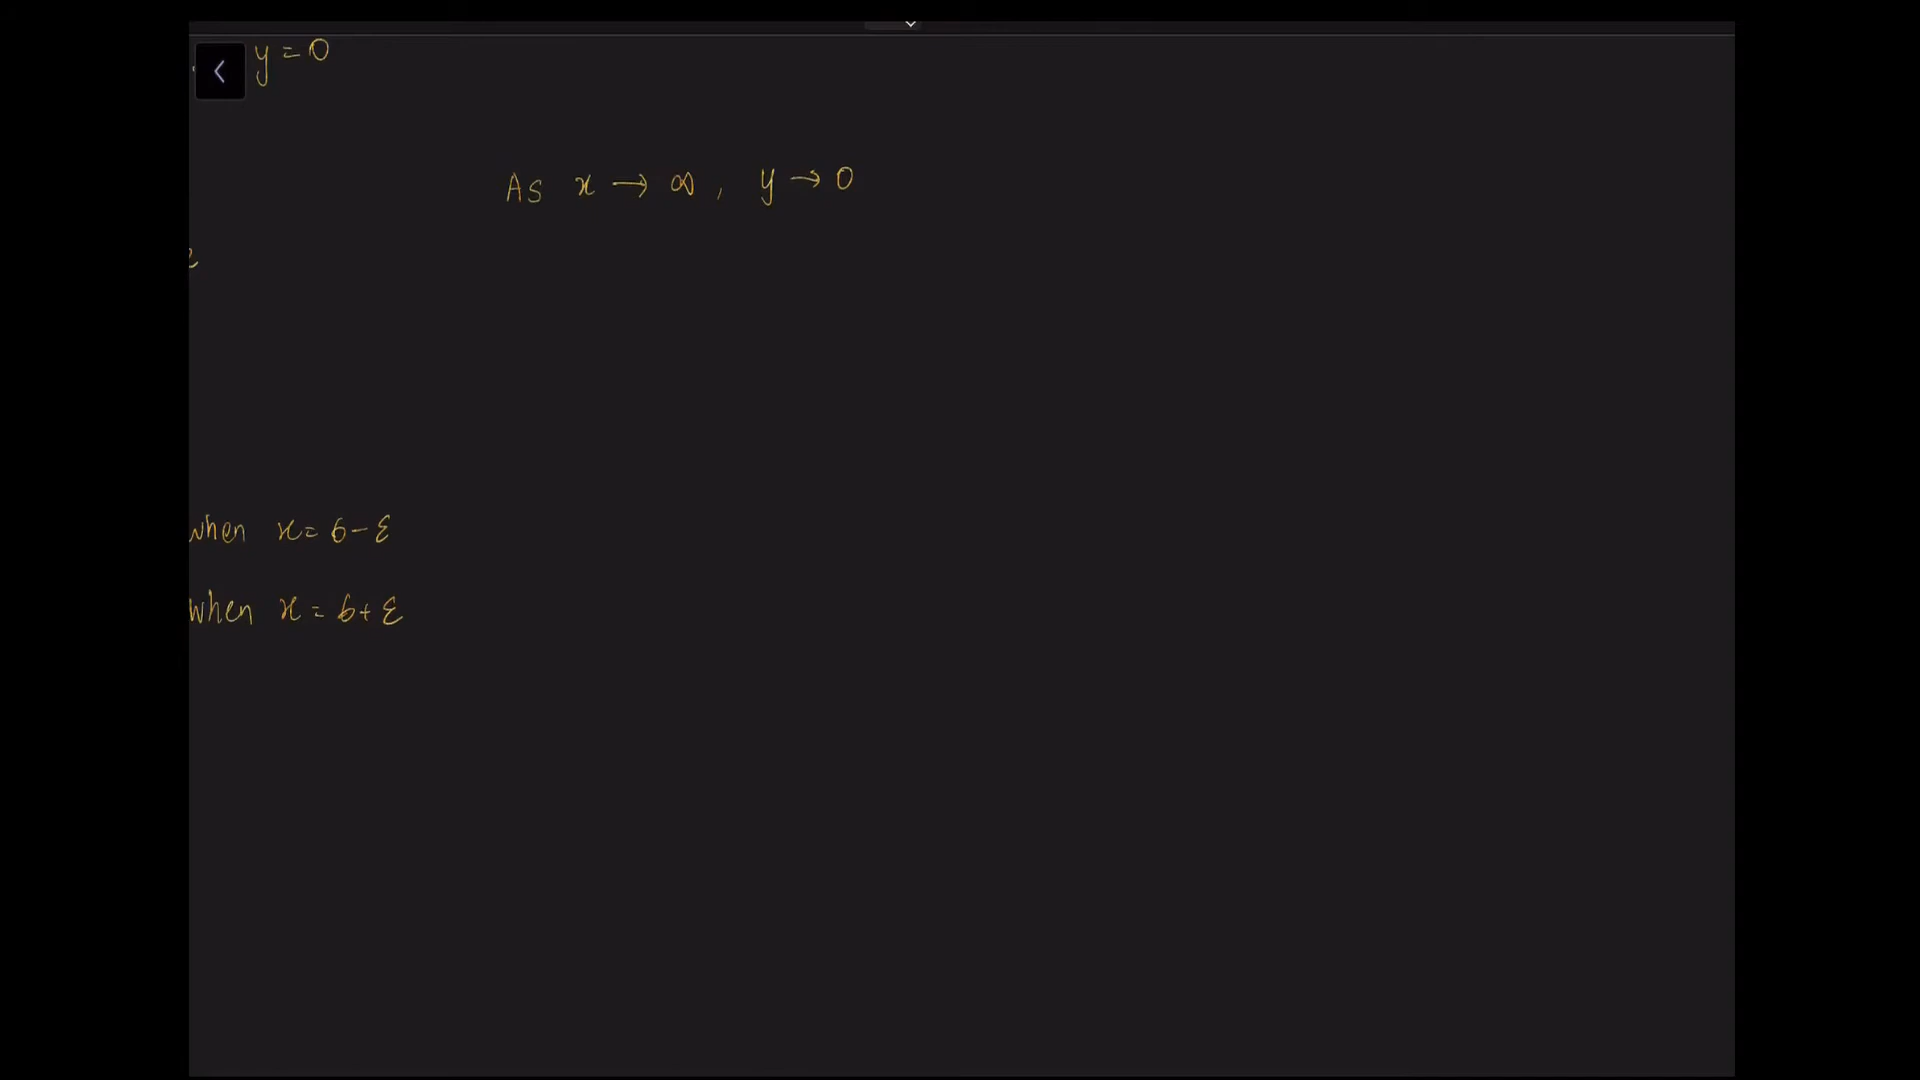 y = 0
As x → ∞, y → 0
when x = 6 - ε
when x = 6 + ε